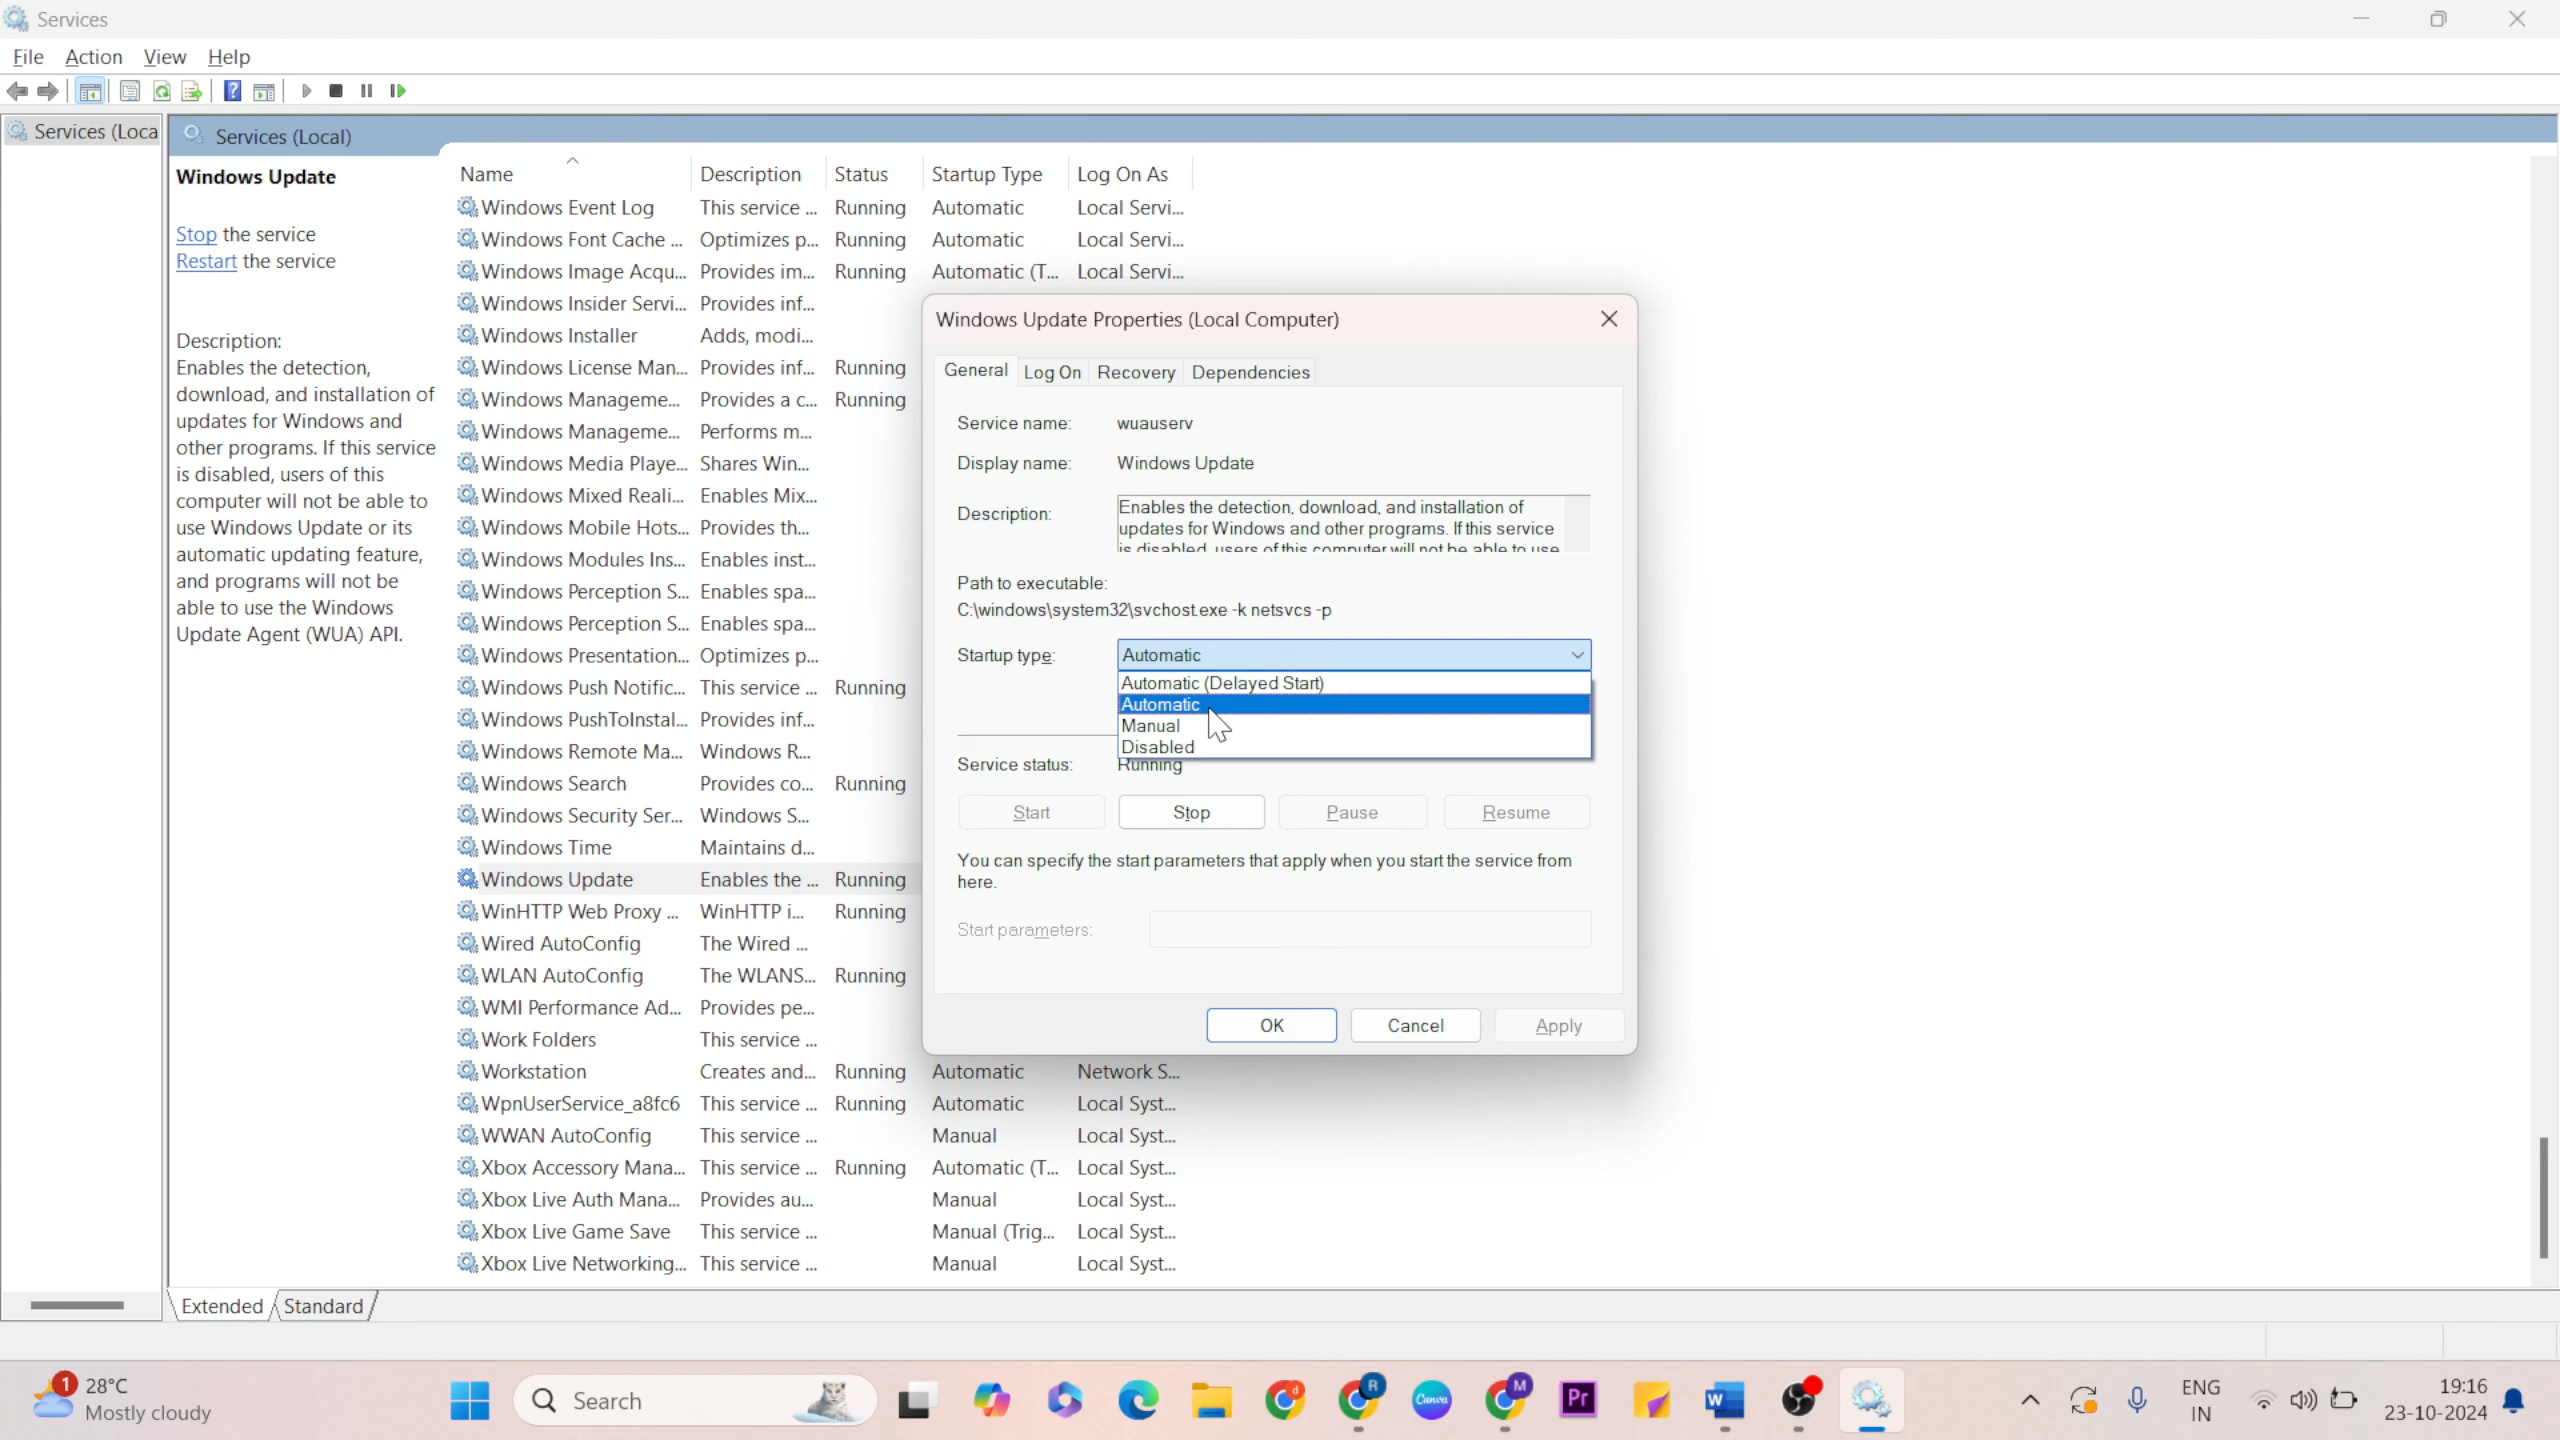 Services
File Action View Help
Services (Loca
Services (Local)
Windows Update
Stop the service
Restart the service
Description:
Enables the detection,
download, and installation of
updates for Windows and
other programs. If this service
is disabled, users of this
computer will not be able to
use Windows Update or its
automatic updating feature,
and programs will not be
able to use the Windows
Update Agent (WUA) API.
Name Description Status Startup Type Log On As
Windows Event Log This service ... Running Automatic Local Servi...
Windows Font Cache ... Optimizes p... Running Automatic Local Servi...
Windows Image Acqu... Provides im... Running Automatic (T... Local Servi...
Windows Insider Servi... Provides inf...
Windows Installer Adds, modi...
Windows License Man... Provides inf... Running
Windows Manageme... Provides a c... Running
Windows Manageme... Performs m...
Windows Media Playe... Shares Win...
Windows Mixed Reali... Enables Mix...
Windows Mobile Hots... Provides th...
Windows Modules Ins... Enables inst...
Windows Perception S... Enables spa...
Windows Perception S... Enables spa...
Windows Presentation... Optimizes p...
Windows Push Notific... This service ... Running
Windows PushToInstal... Provides inf...
Windows Remote Ma... Windows R...
Windows Search Provides co... Running
Windows Security Ser... Windows S...
Windows Time Maintains d...
Windows Update Enables the ... Running
WinHTTP Web Proxy ... WinHTTP i... Running
Wired AutoConfig The Wired ...
WLAN AutoConfig The WLANS... Running
WMI Performance Ad... Provides pe...
Work Folders This service ...
Workstation Creates and... Running Automatic Network S...
WpnUserService_a8fc6 This service ... Running Automatic Local Syst...
WWAN AutoConfig This service ... Manual Local Syst...
Xbox Accessory Mana... This service ... Running Automatic (T... Local Syst...
Xbox Live Auth Mana... Provides au... Manual Local Syst...
Xbox Live Game Save This service ... Manual (Trig... Local Syst...
Xbox Live Networking... This service ... Manual Local Syst...
Windows Update Properties (Local Computer)
General Log On Recovery Dependencies
Service name: wuauserv
Display name: Windows Update
Description: Enables the detection, download, and installation of
updates for Windows and other programs. If this service
is disabled, users of this computer will not be able to use
Path to executable:
C:\windows\system32\svchost.exe -k netsvcs -p
Startup type: Automatic
Automatic (Delayed Start)
Automatic
Manual
Disabled
Service status: Running
Start Stop Pause Resume
You can specify the start parameters that apply when you start the service from
here.
Start parameters:
OK Cancel Apply
Extended Standard
1 28°C
Mostly cloudy
Search
d R Canva M Pr W
ENG
IN
19:16
23-10-2024